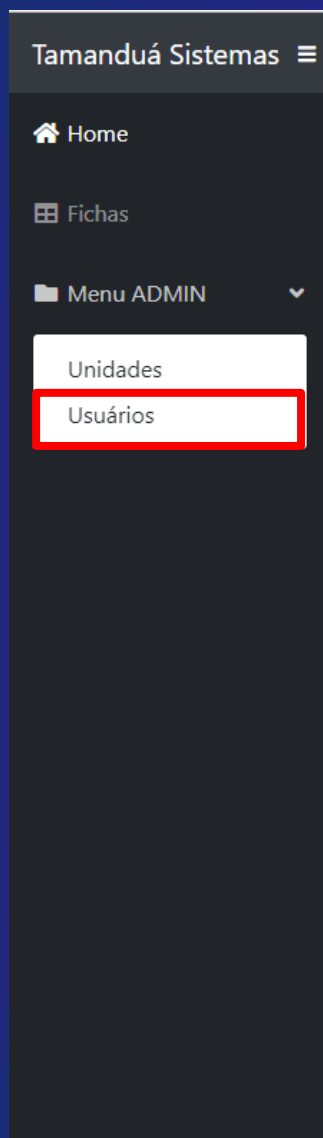 Tamanduá Sistemas
Home
Fichas
Menu ADMIN
Unidades
Usuários